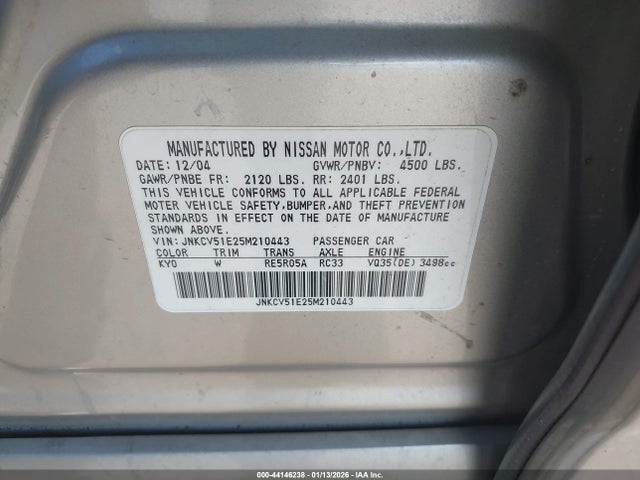 MANUFACTURED BY NISSAN MOTOR CO.,LTD.
DATE: 12/04 GVWR/PNBV: 4500 LBS.
GAWR/PNBE FR: 2120 LBS. RR: 2401 LBS.
THIS VEHICLE CONFORMS TO ALL APPLICABLE FEDERAL
MOTOR VEHICLE SAFETY,BUMPER,AND THEFT PREVENTION
STANDARDS IN EFFECT ON THE DATE OF MANUFACTURE
SHOWN ABOVE.
VIN: JNKCV51E25M210443 PASSENGER CAR
COLOR TRIM TRANS AXLE ENGINE
KY0 W RE5R05A RC33 VQ35(DE) 3498cc
JNKCV51E25M210443
000-44146238 - 01/13/2026 - IAA Inc.